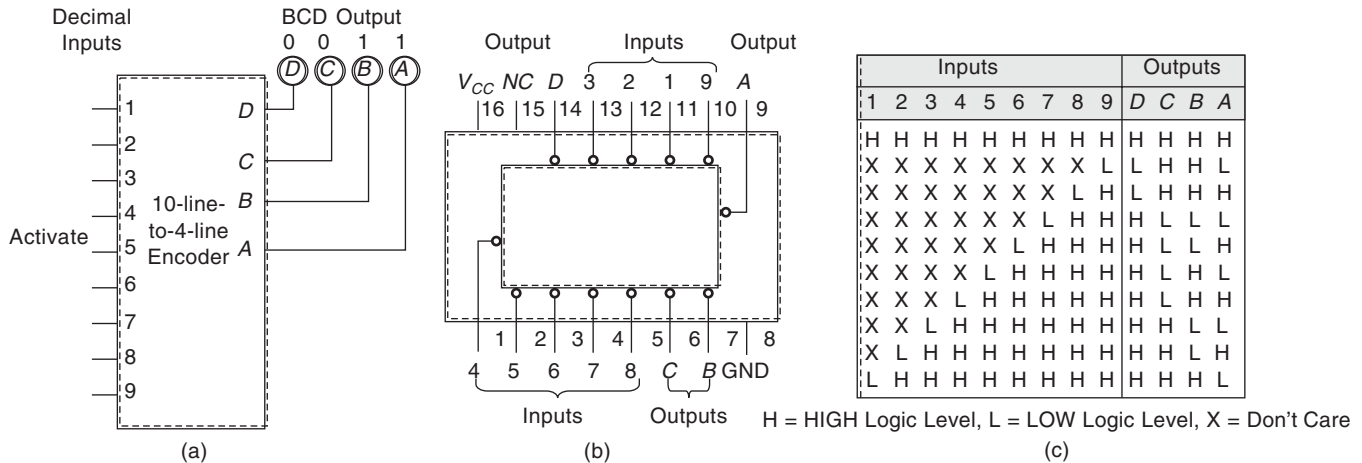 Decimal
Inputs
BCD Output
0 0 1 1
D C B A
1
2
3
4
5
6
7
8
9
D
C
B
A
Activate
10-line-
to-4-line
Encoder
(a)
Output Inputs Output
VCC NC D 3 2 1 9 A
16 15 14 13 12 11 10 9
1 2 3 4 5 6 7 8
4 5 6 7 8 C B GND
Inputs Outputs
(b)
Inputs Outputs
1 2 3 4 5 6 7 8 9 D C B A
H H H H H H H H H H H H H
X X X X X X X X L L H H L
X X X X X X X L H L H H H
X X X X X X L H H H L L L
X X X X X L H H H H L L H
X X X X L H H H H H L H L
X X X L H H H H H H L H H
X X L H H H H H H H H L L
X L H H H H H H H H H L H
L H H H H H H H H H H H L
H = HIGH Logic Level, L = LOW Logic Level, X = Don't Care
(c)